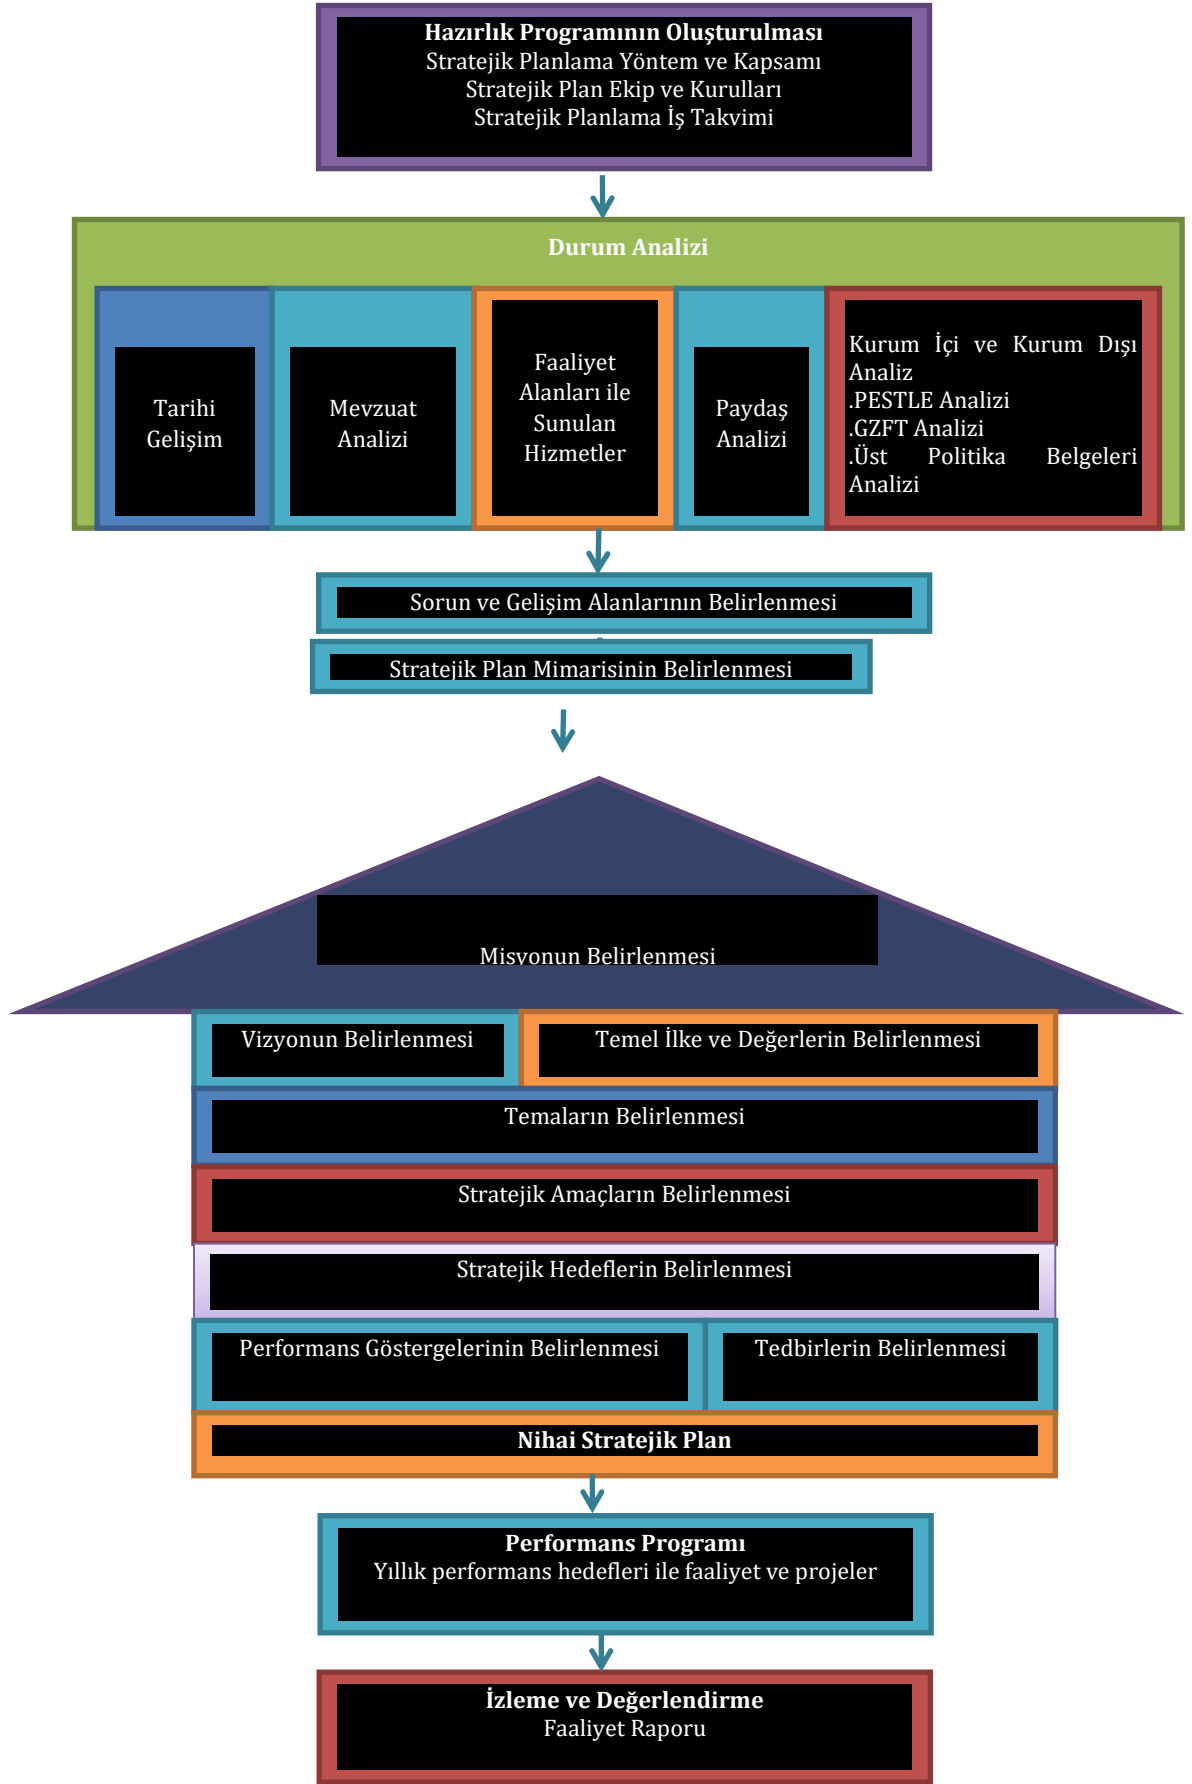 Hazırlık Programının Oluşturulması
Stratejik Planlama Yöntem ve Kapsamı
Stratejik Plan Ekip ve Kurulları
Stratejik Planlama İş Takvimi
Durum Analizi
Tarihi
Gelişim
Mevzuat
Analizi
Faaliyet
Alanları ile
Sunulan
Hizmetler
Paydaş
Analizi
Kurum İçi ve Kurum Dışı
Analiz
.PESTLE Analizi
.GZFT Analizi
.Üst Politika Belgeleri
Analizi
Sorun ve Gelişim Alanlarının Belirlenmesi
Stratejik Plan Mimarisinin Belirlenmesi
Misyonun Belirlenmesi
Vizyonun Belirlenmesi
Temel İlke ve Değerlerin Belirlenmesi
Temaların Belirlenmesi
Stratejik Amaçların Belirlenmesi
Stratejik Hedeflerin Belirlenmesi
Performans Göstergelerinin Belirlenmesi
Tedbirlerin Belirlenmesi
Nihai Stratejik Plan
Performans Programı
Yıllık performans hedefleri ile faaliyet ve projeler
İzleme ve Değerlendirme
Faaliyet Raporu